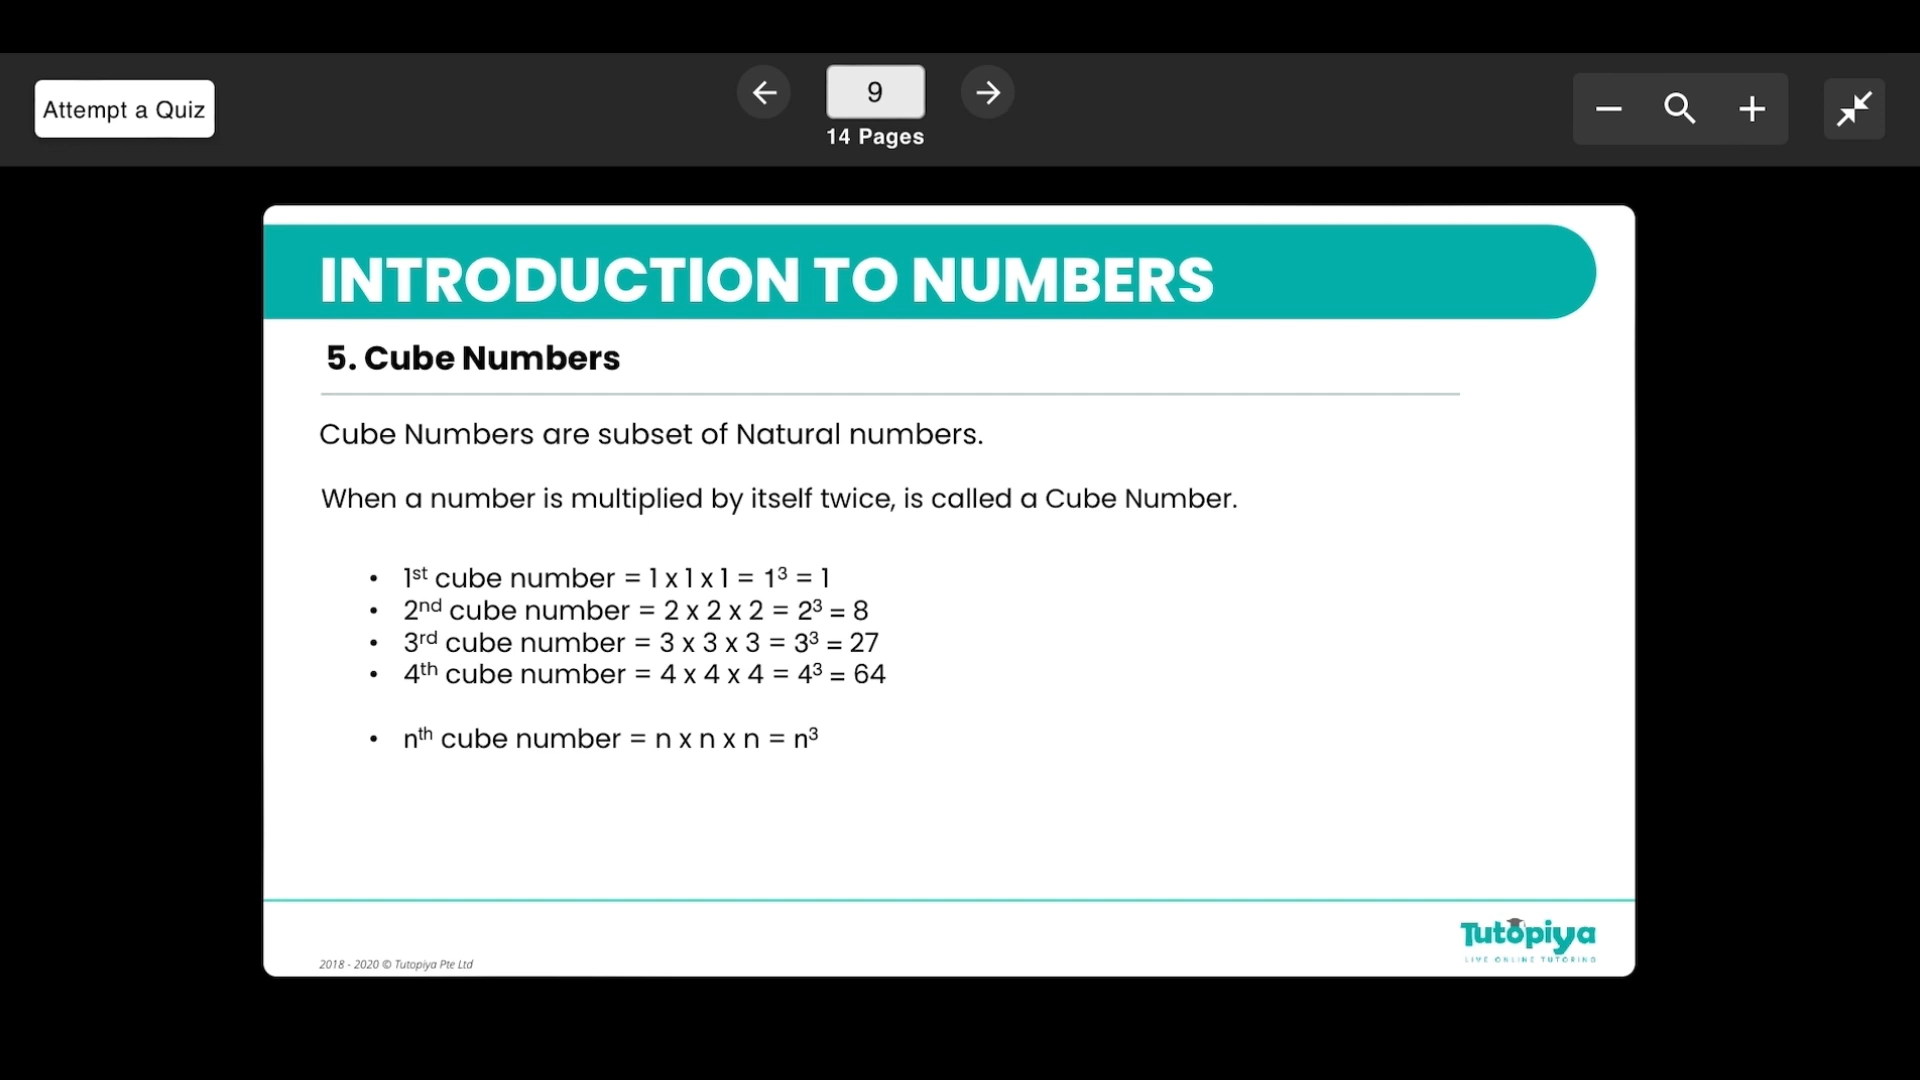 Attempt a Quiz
9
14 Pages
INTRODUCTION TO NUMBERS
5. Cube Numbers
Cube Numbers are subset of Natural numbers.
When a number is multiplied by itself twice, is called a Cube Number.
• 1st cube number = 1 x 1 x 1 = 1³ = 1
• 2nd cube number = 2 x 2 x 2 = 2³ = 8
• 3rd cube number = 3 x 3 x 3 = 3³ = 27
• 4th cube number = 4 x 4 x 4 = 4³ = 64
• nth cube number = n x n x n = n³
Tutopiya
LIVE ONLINE TUTORING
2018 - 2020 © Tutopiya Pte Ltd